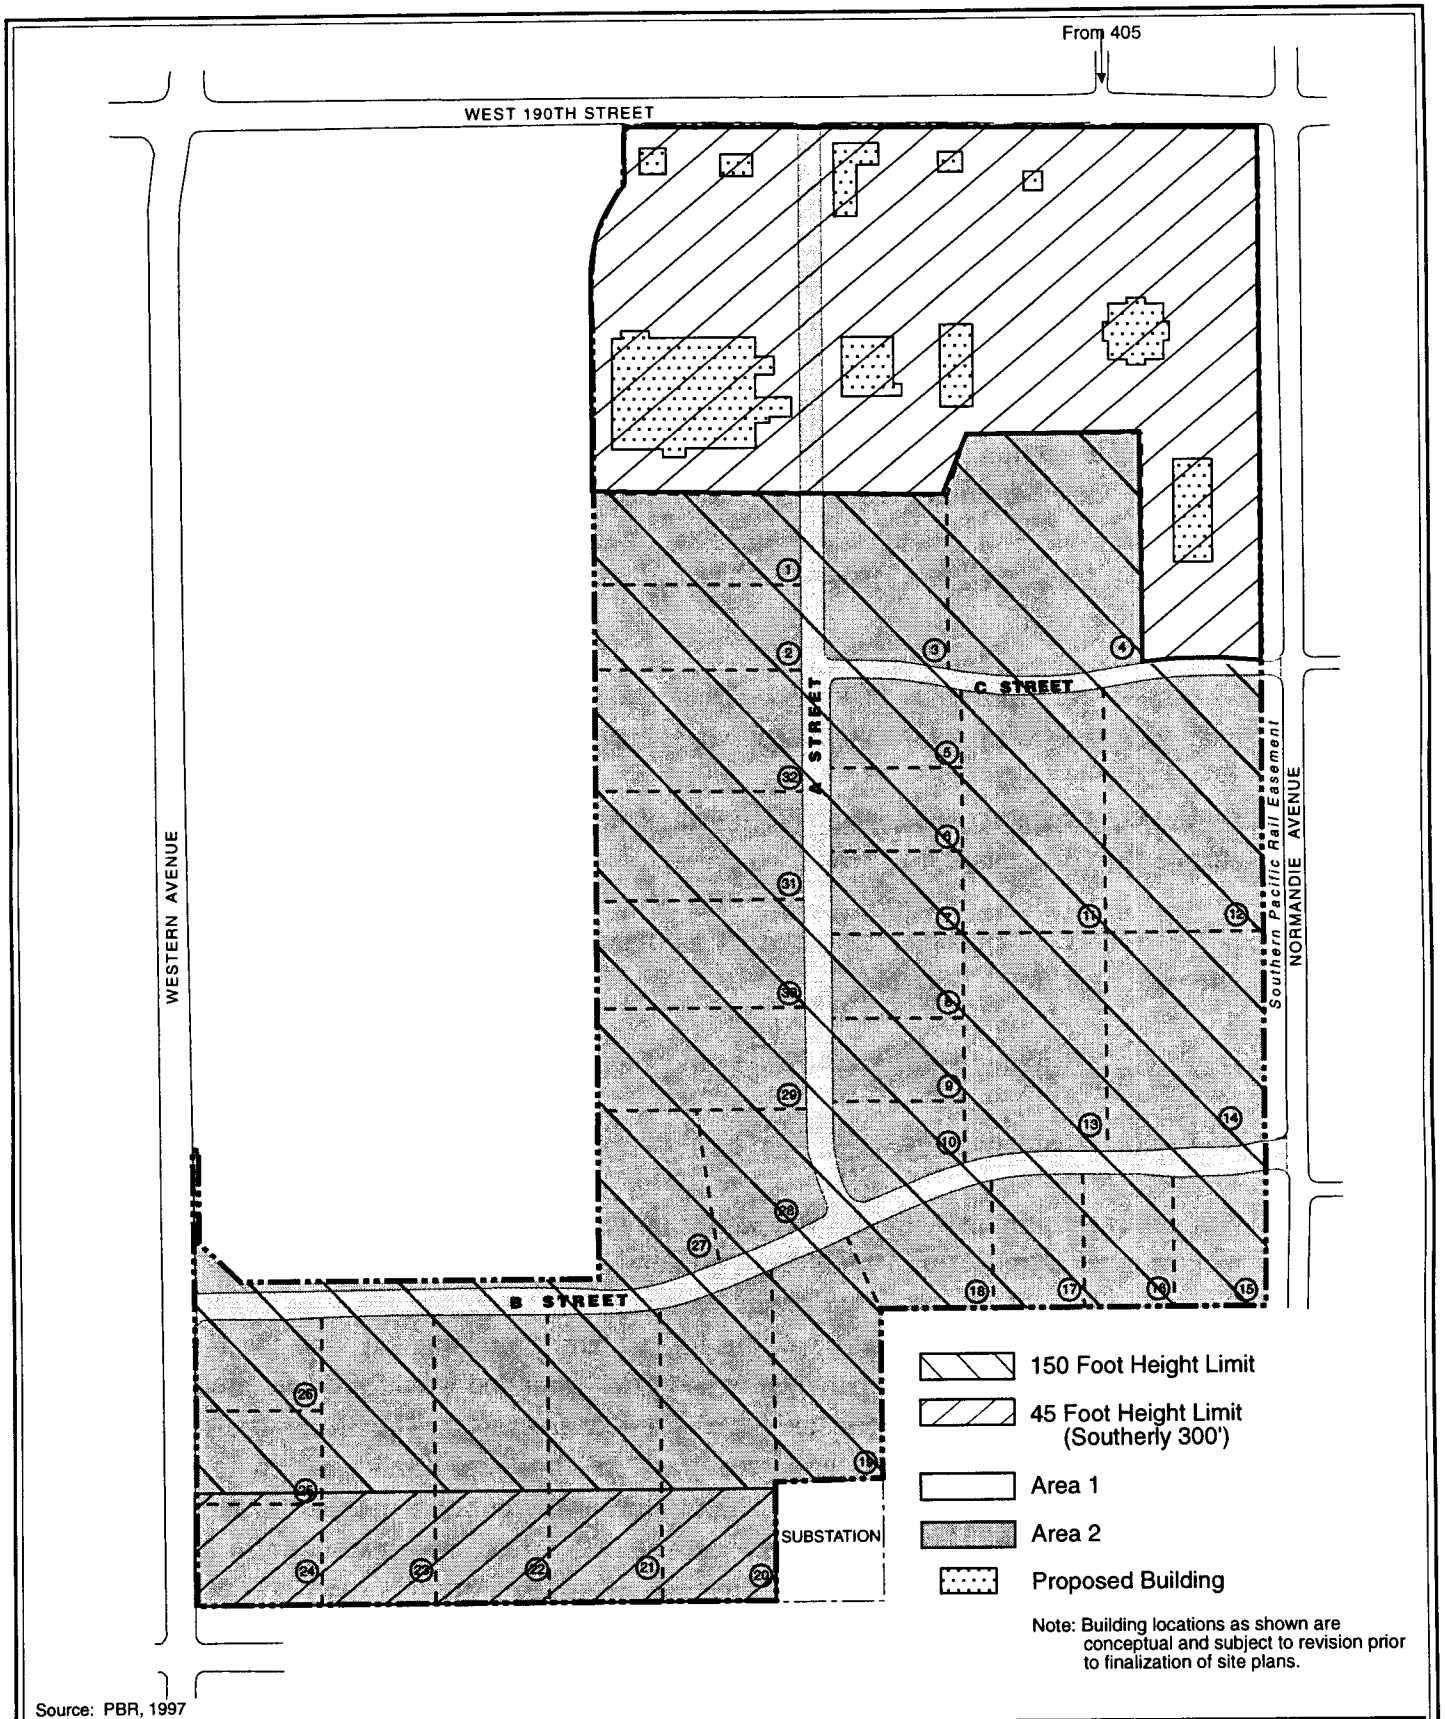 From 405
WEST 190TH STREET
1
2
3
4
C STREET
A STREET
5
32
6
31
7
11
12
Southern Pacific Rail Easement
NORMANDIE AVENUE
WESTERN AVENUE
30
8
29
9
10
13
14
28
27
18
17
16
15
B STREET
26
25
19
24
23
22
21
20
SUBSTATION
150 Foot Height Limit
45 Foot Height Limit
(Southerly 300')
Area 1
Area 2
Proposed Building
Note: Building locations as shown are
conceptual and subject to revision prior
to finalization of site plans.
Source: PBR, 1997